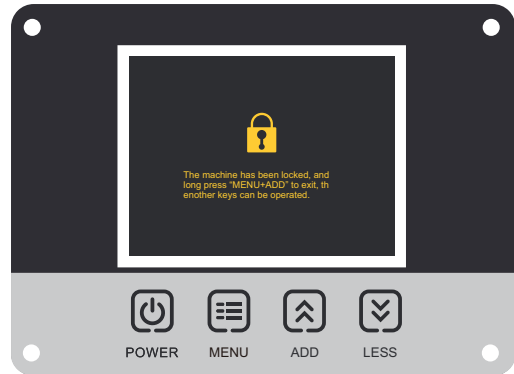 The machine has been locked, and
long press “MENU+ADD” to exit, th
enother keys can be operated.
POWER MENU ADD LESS